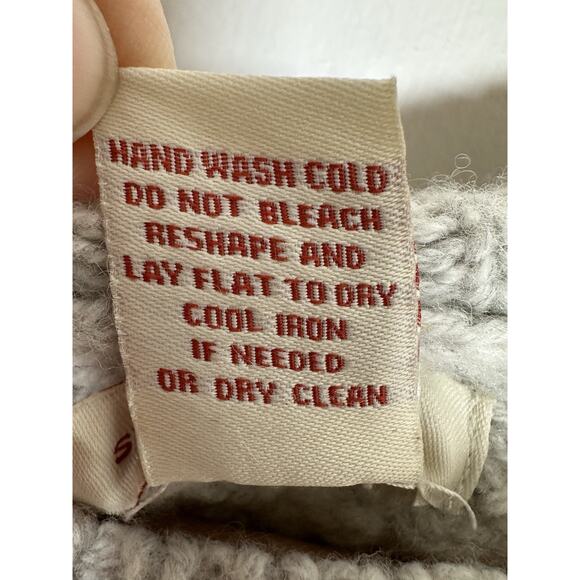 HAND WASH COLD
DO NOT BLEACH
RESHAPE AND
LAY FLAT TO DRY
COOL IRON
IF NEEDED
OR DRY CLEAN
S